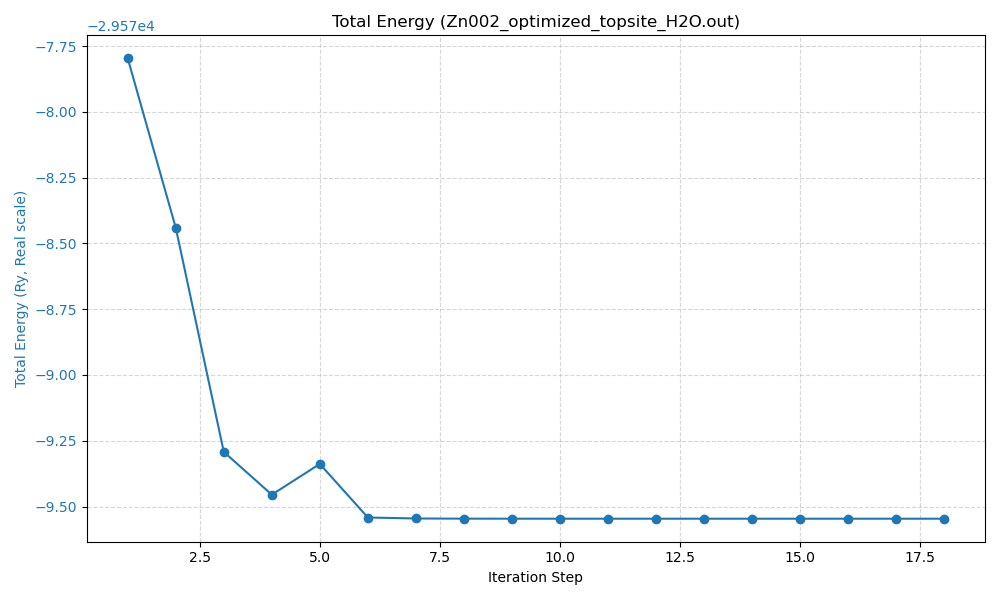 Total Energy (Zn002_optimized_topsite_H2O.out)
−2.957e4
−7.75
−8.00
−8.25
−8.50
−8.75
−9.00
−9.25
−9.50
Total Energy (Ry, Real scale)
2.5 5.0 7.5 10.0 12.5 15.0 17.5
Iteration Step